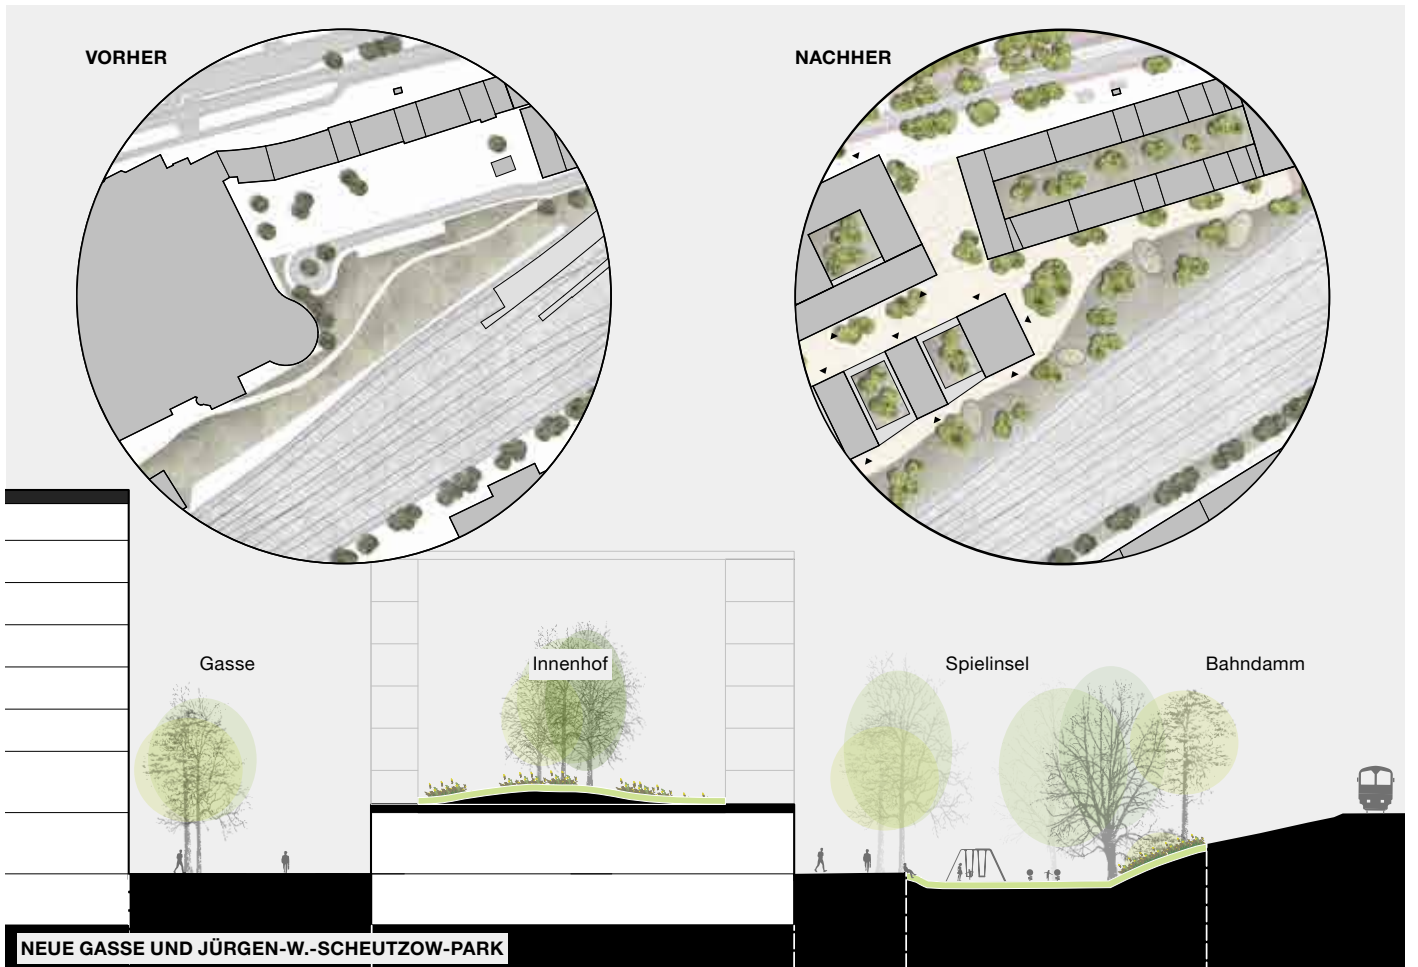 VORHER
NACHHER
Gasse
Innenhof
Spielinsel
Bahndamm
NEUE GASSE UND JÜRGEN-W.-SCHEUTZOW-PARK